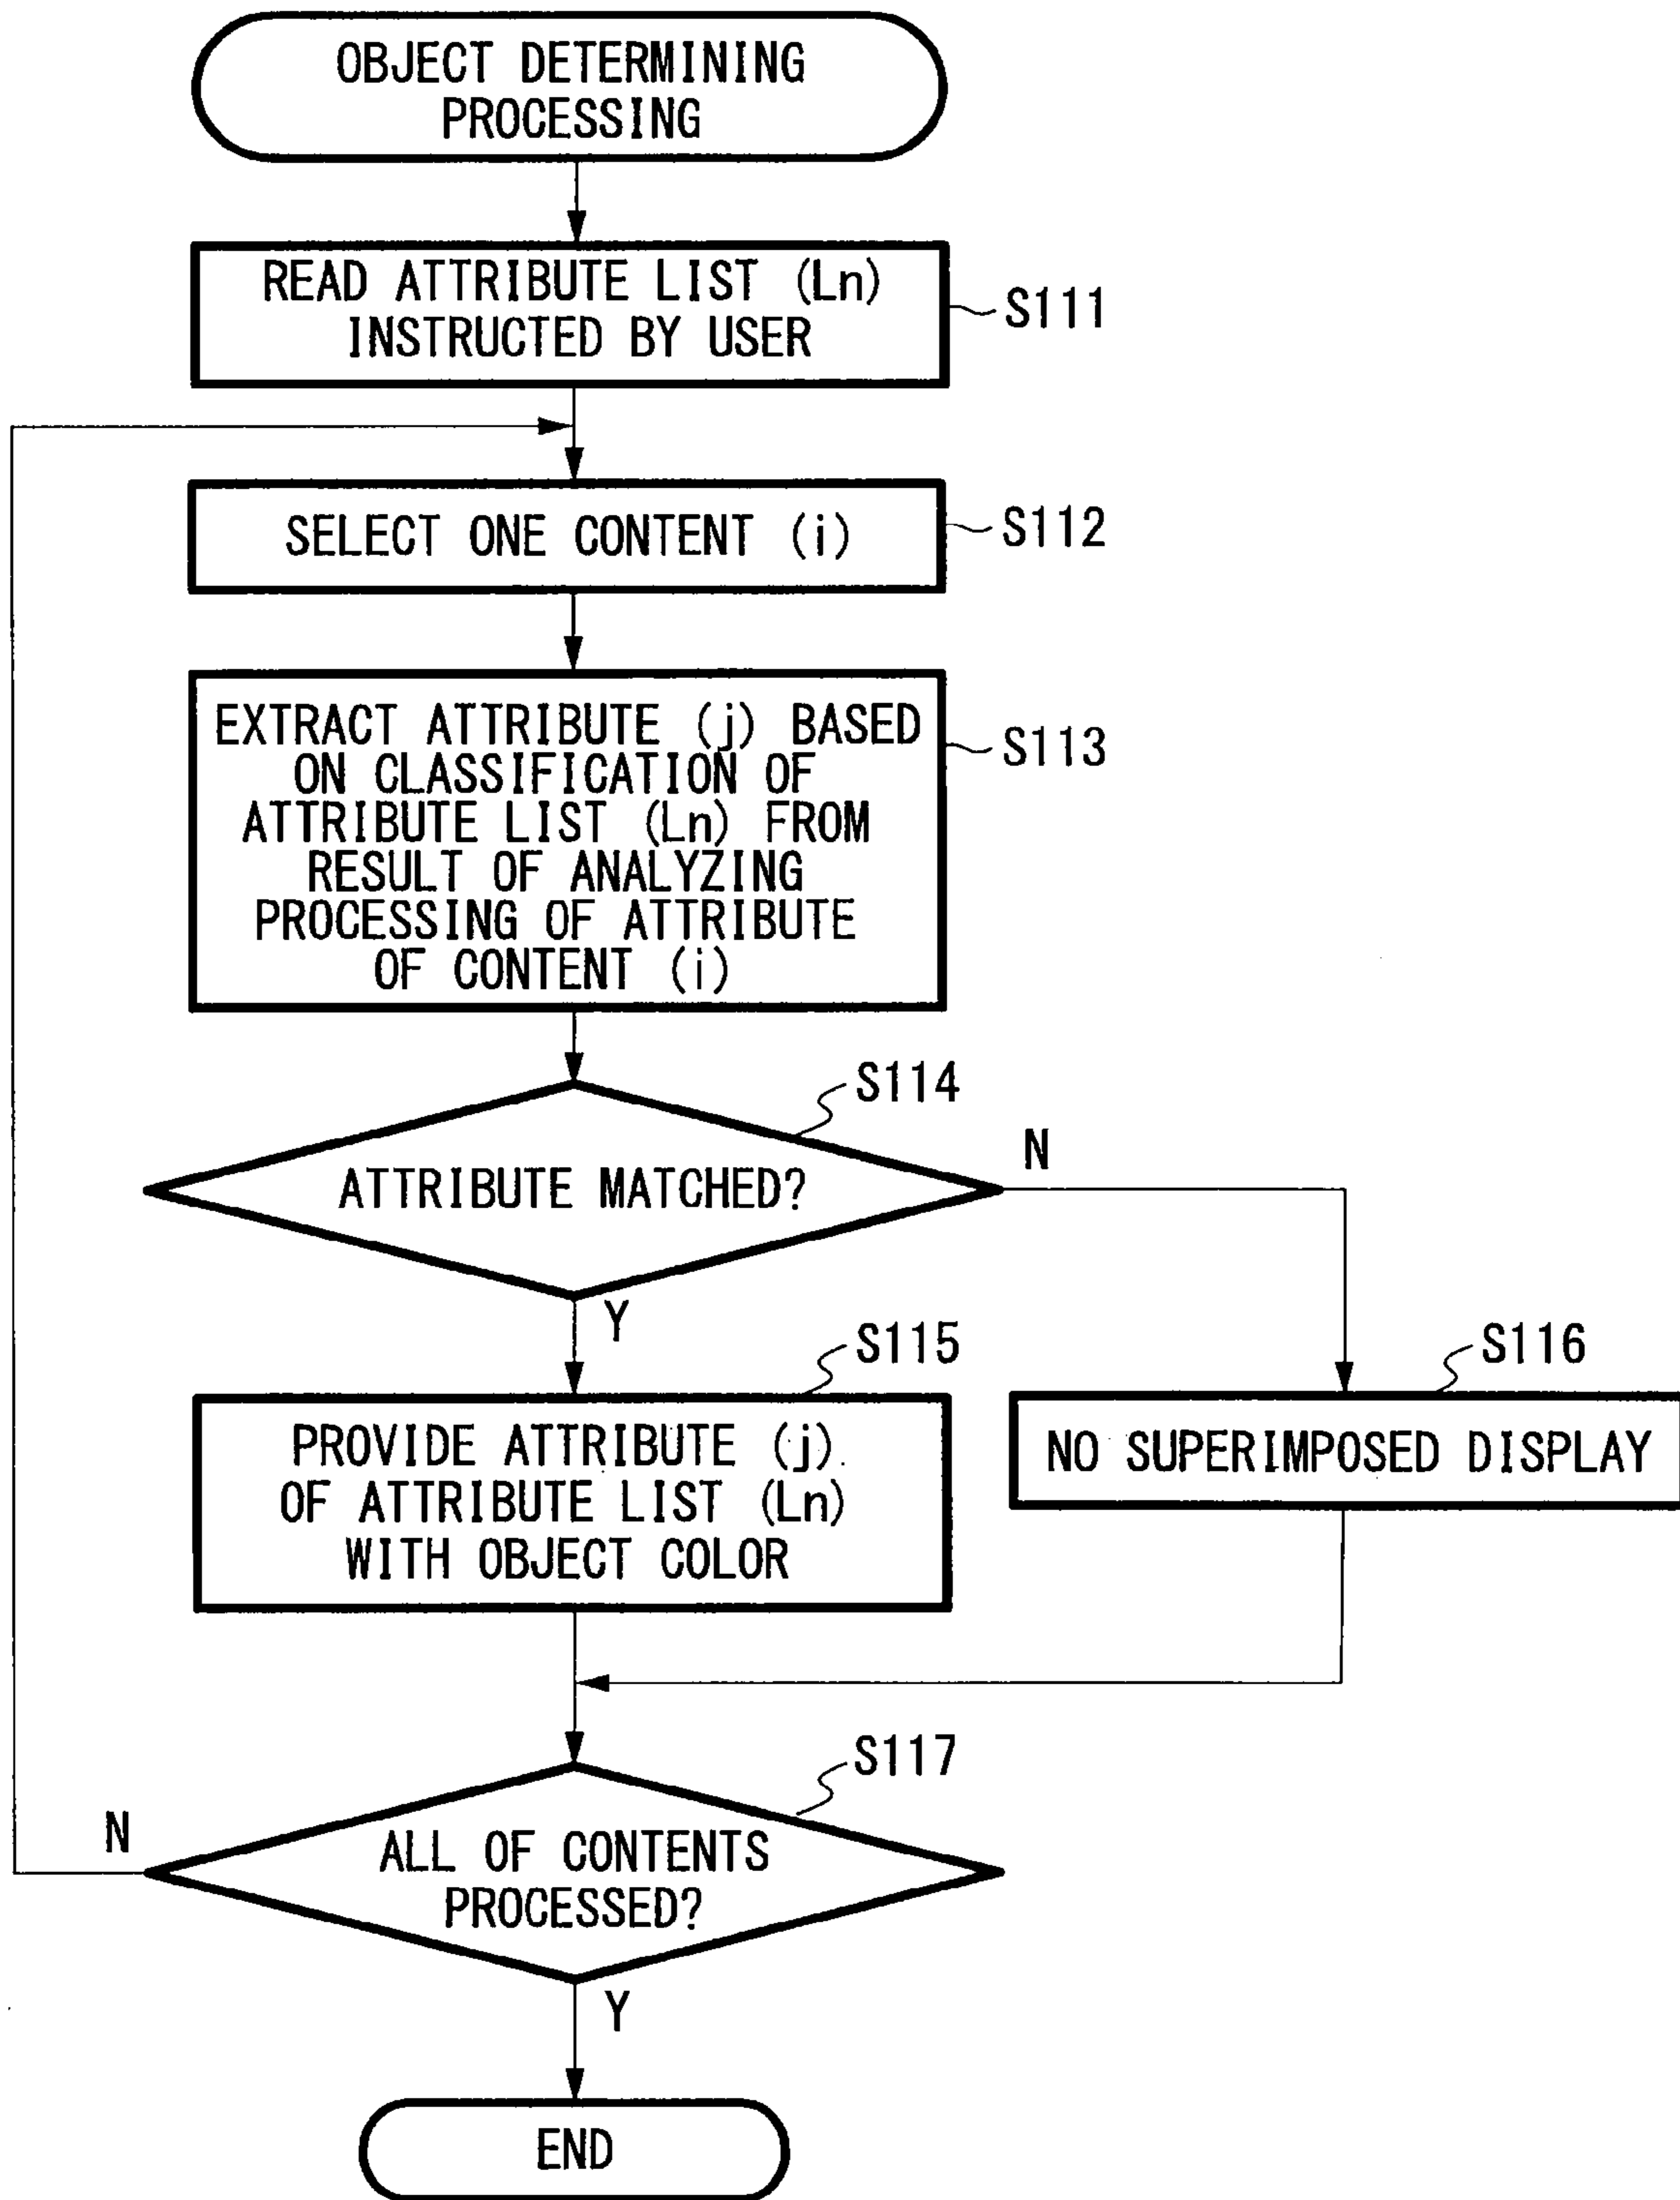 OBJECT DETERMINING
PROCESSING
READ ATTRIBUTE LIST (Ln)
INSTRUCTED BY USER
S111
SELECT ONE CONTENT (i)
S112
EXTRACT ATTRIBUTE (j) BASED
ON CLASSIFICATION OF
ATTRIBUTE LIST (Ln) FROM
RESULT OF ANALYZING
PROCESSING OF ATTRIBUTE
OF CONTENT (i)
S113
S114
ATTRIBUTE MATCHED?
N
Y
S115
PROVIDE ATTRIBUTE (j)
OF ATTRIBUTE LIST (Ln)
WITH OBJECT COLOR
S116
NO SUPERIMPOSED DISPLAY
S117
ALL OF CONTENTS
PROCESSED?
N
Y
END